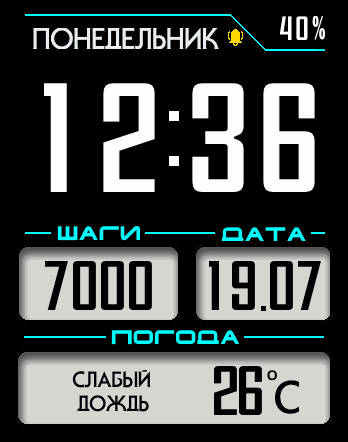 ПОНЕДЕЛЬНИК 40%
12:36
ШАГИ ДАТА
7000 19.07
ПОГОДА
СЛАБЫЙ
ДОЖДЬ
26°C